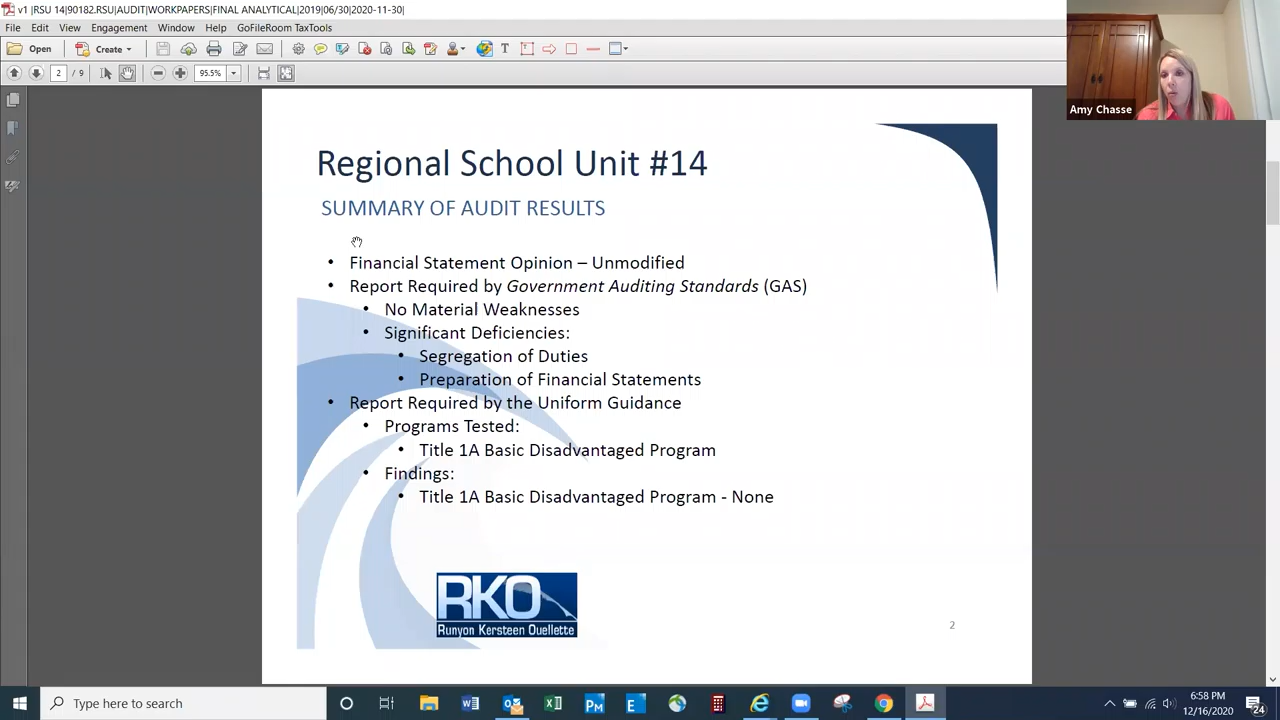 v1 |RSU 14|90182.RSU|AUDIT|WORKPAPERS|FINAL ANALYTICAL|2019|06/30|2020-11-30|
File Edit View Engagement Window Help GoFileRoom TaxTools
Open Create
2 / 9 95.5%
Amy Chasse
Regional School Unit #14
SUMMARY OF AUDIT RESULTS
• Financial Statement Opinion – Unmodified
• Report Required by Government Auditing Standards (GAS)
• No Material Weaknesses
• Significant Deficiencies:
• Segregation of Duties
• Preparation of Financial Statements
• Report Required by the Uniform Guidance
• Programs Tested:
• Title 1A Basic Disadvantaged Program
• Findings:
• Title 1A Basic Disadvantaged Program - None
RKO
Runyon Kersteen Ouellette
2
Type here to search
6:58 PM
12/16/2020
24